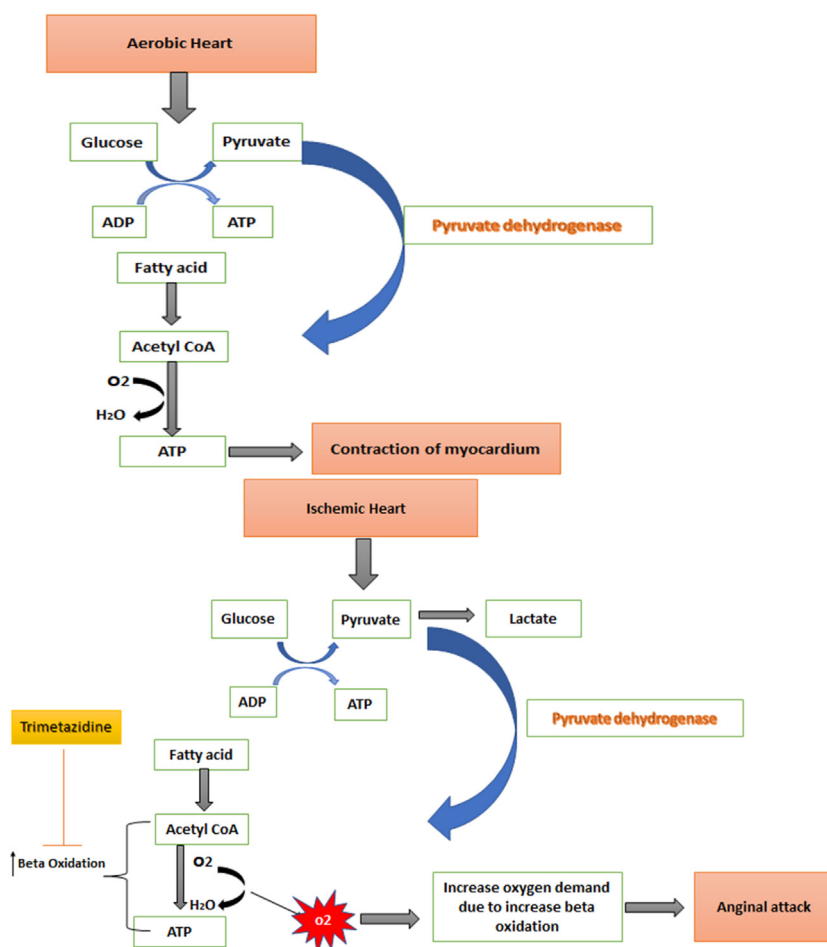 Aerobic Heart
Glucose
Pyruvate
ADP
ATP
Pyruvate dehydrogenase
Fatty acid
Acetyl CoA
O2
H₂O
ATP
Contraction of myocardium
Ischemic Heart
Glucose
Pyruvate
Lactate
ADP
ATP
Pyruvate dehydrogenase
Trimetazidine
Fatty acid
Acetyl CoA
Beta Oxidation
O2
H₂O
ATP
o2
Increase oxygen demand
due to increase beta
oxidation
Anginal attack